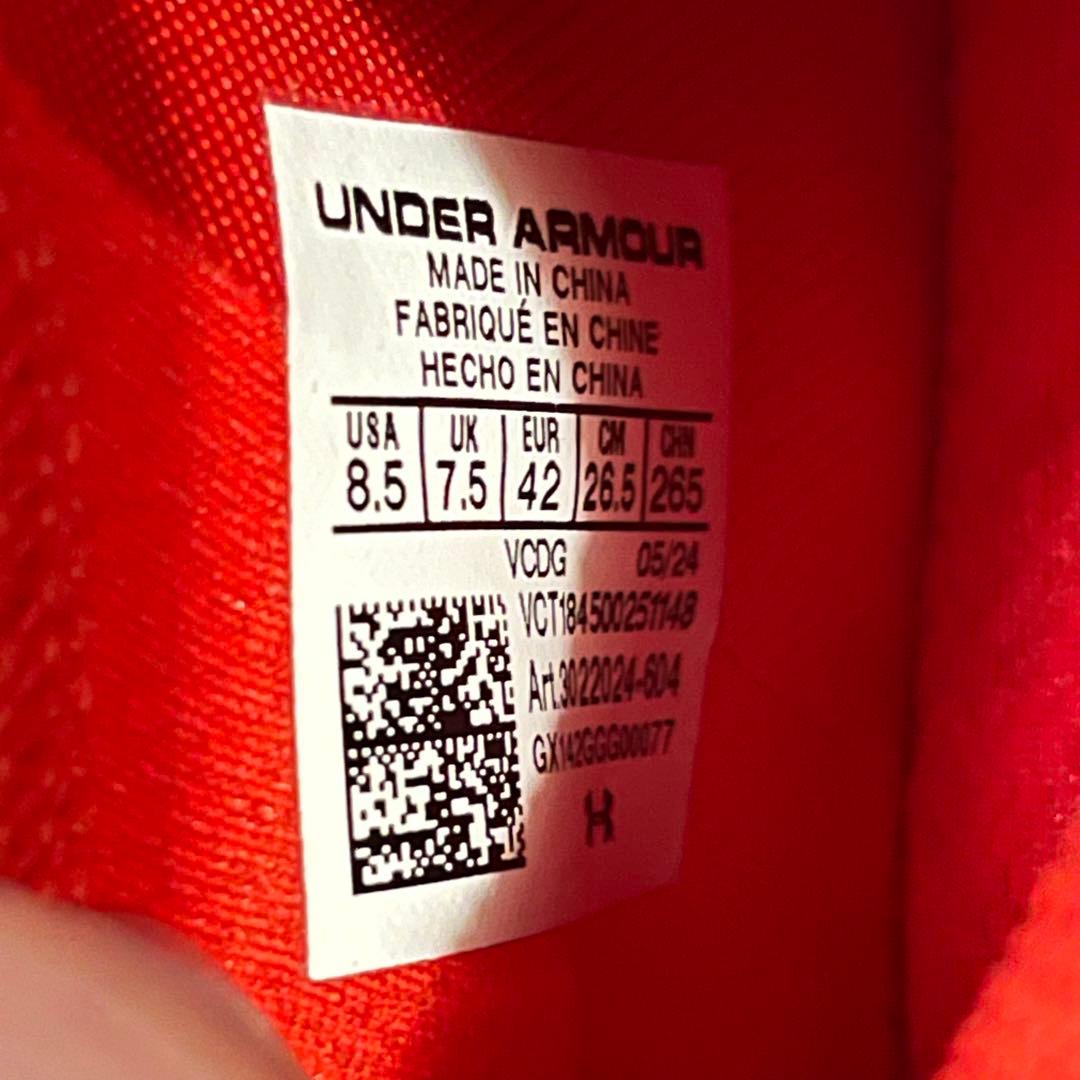 UNDER ARMOUR
MADE IN CHINA
FABRIQUÉ EN CHINE
HECHO EN CHINA
USA UK EUR CM CHN
8.5 7.5 42 26.5 265
VCDG 05/24
VCT184500251148
Art.3022024-604
GX142GGG00077